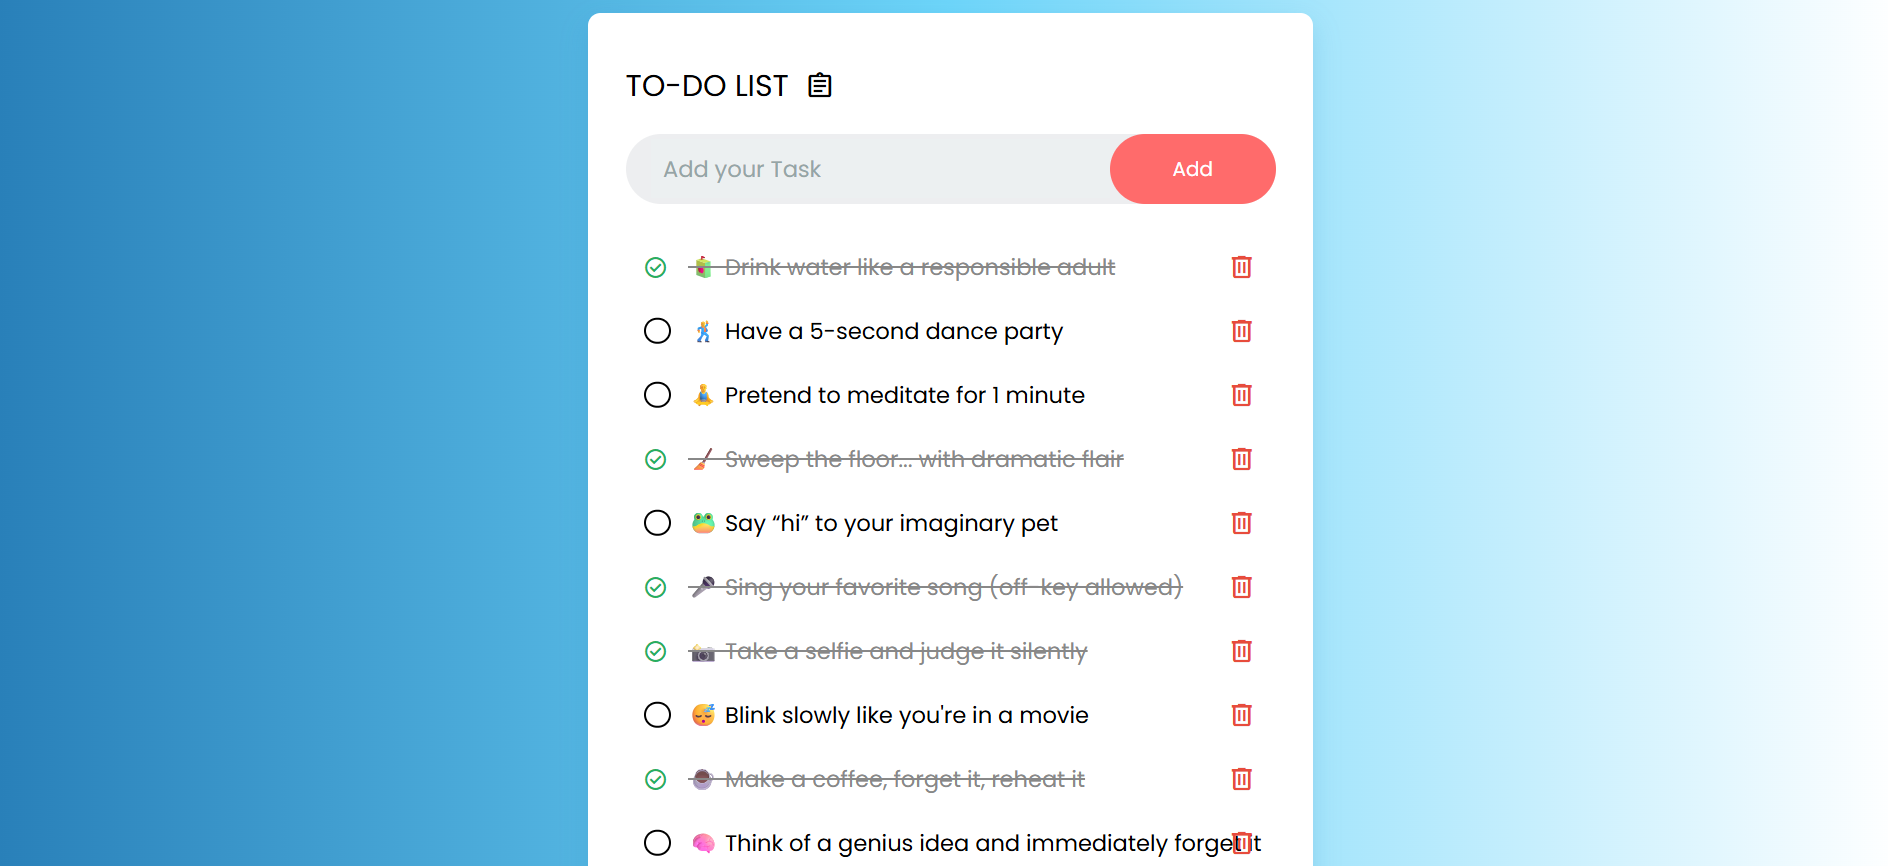 TO-DO LIST
Add your Task
Add
Drink water like a responsible adult
Have a 5-second dance party
Pretend to meditate for 1 minute
Sweep the floor... with dramatic flair
Say “hi” to your imaginary pet
Sing your favorite song (off-key allowed)
Take a selfie and judge it silently
Blink slowly like you're in a movie
Make a coffee, forget it, reheat it
Think of a genius idea and immediately forget it